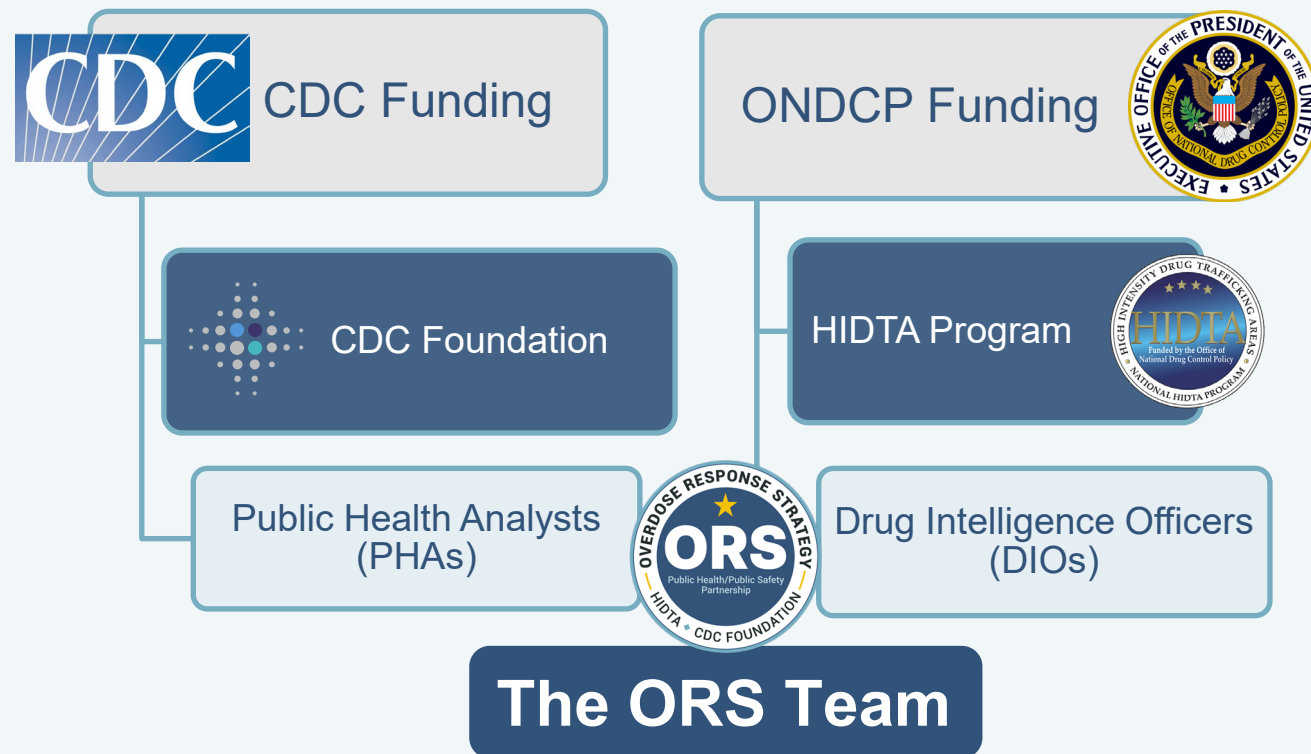 CDC
CDC Funding
ONDCP Funding
EXECUTIVE OFFICE OF THE PRESIDENT OF THE UNITED STATES
OFFICE OF NATIONAL DRUG CONTROL POLICY
CDC Foundation
HIDTA Program
HIGH INTENSITY DRUG TRAFFICKING AREAS
HIDTA
Funded by the Office of
National Drug Control Policy
NATIONAL HIDTA PROGRAM
Public Health Analysts
(PHAs)
OVERDOSE RESPONSE STRATEGY
ORS
Public Health/Public Safety
Partnership
HIDTA CDC FOUNDATION
Drug Intelligence Officers
(DIOs)
The ORS Team